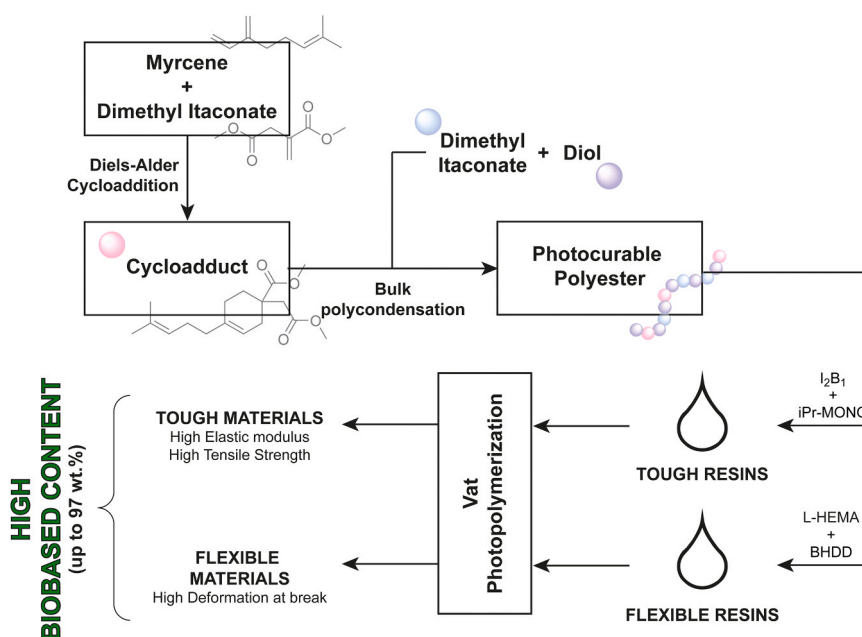 Myrcene
+
Dimethyl Itaconate
O
O
O
O
Diels-Alder
Cycloaddition
Dimethyl
Itaconate
+ Diol
Cycloadduct
O
O
O
O
Bulk
polycondensation
Photocurable
Polyester
HIGH
BIOBASED CONTENT
(up to 97 wt.%)
TOUGH MATERIALS
High Elastic modulus
High Tensile Strength
FLEXIBLE
MATERIALS
High Deformation at break
Vat
Photopolymerization
TOUGH RESINS
FLEXIBLE RESINS
I₂B₁
+
iPr-MONO
L-HEMA
+
BHDD